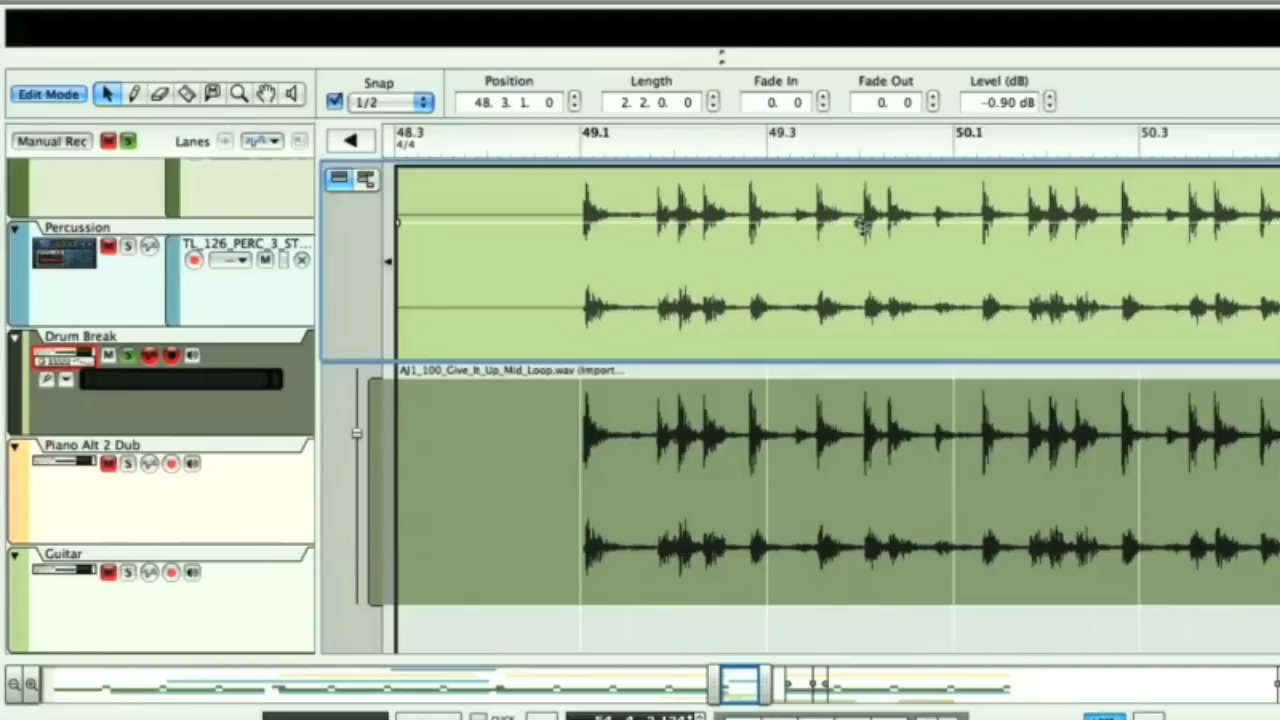 Edit Mode
Snap
1/2
Position
48. 3. 1. 0
Length
2. 2. 0. 0
Fade In
0. 0
Fade Out
0. 0
Level (dB)
-0.90 dB
Manual Rec
M
S
Lanes
48.3
4/4
49.1
49.3
50.1
50.3
Percussion
M
S
TL_126_PERC_3_ST...
M
Drum Break
M
S
AJ1_100_Give_It_Up_Mid_Loop.wav (Import...
Piano Alt 2 Dub
M
S
Guitar
M
S